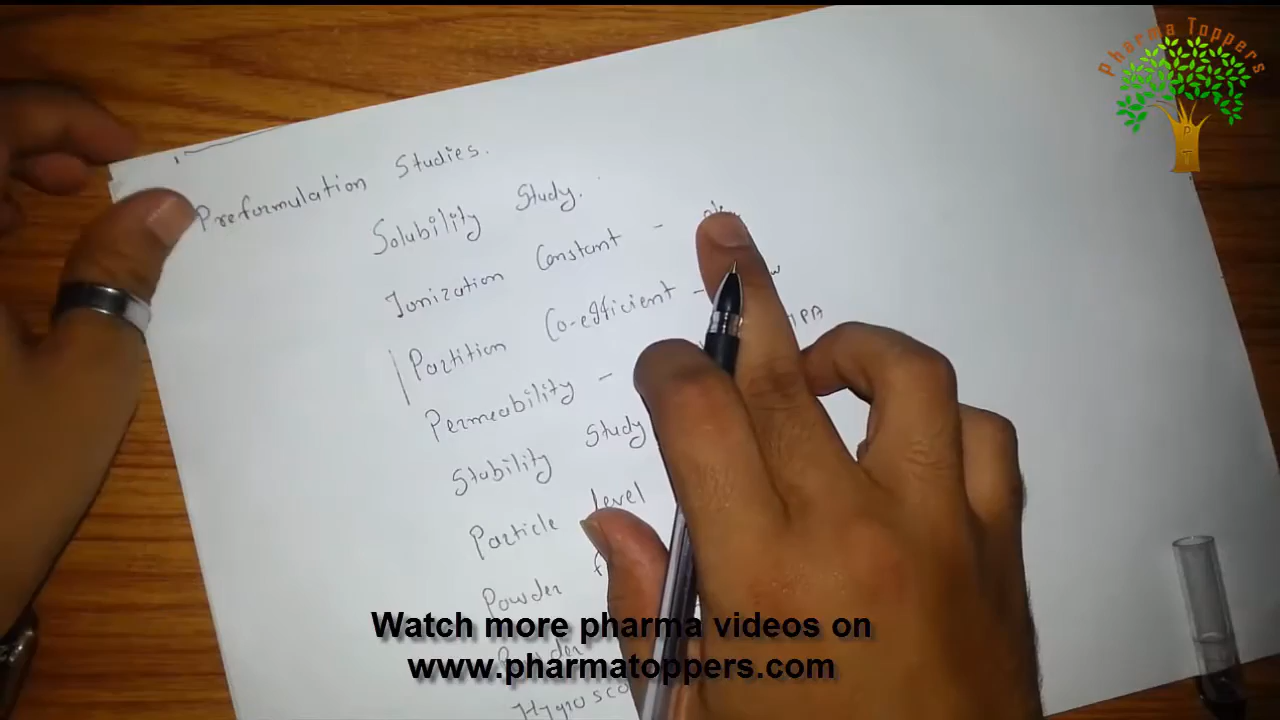 Pharma Toppers
P
T
Preformulation Studies.
Solubility Study.
Ionization Constant -
Partition Co-efficient -
Permeability -
Stability Study
Particle level
Powder
Powder
Watch more pharma videos on
www.pharmatoppers.com